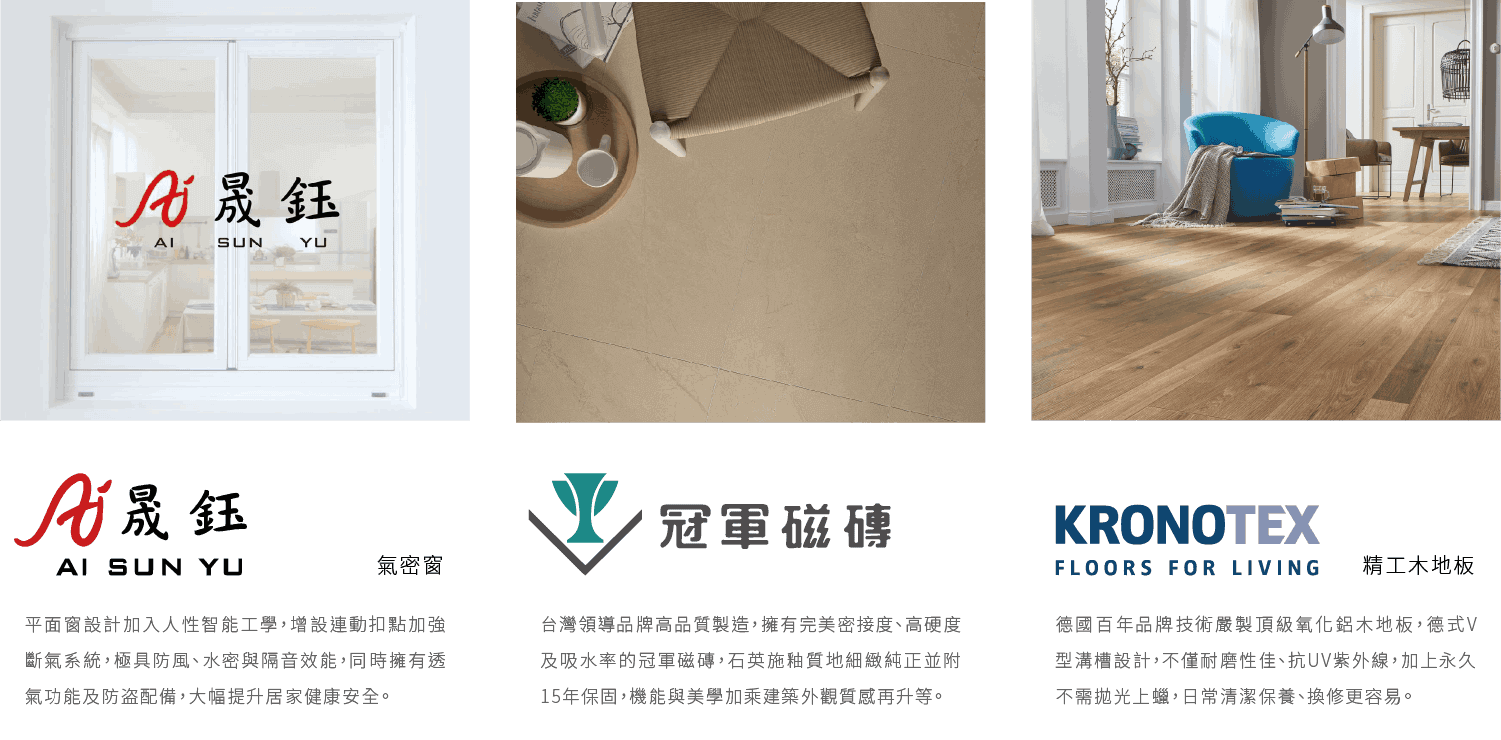 Ai 晟鈺
AI SUN YU
Ai 晟鈺
AI SUN YU
氣密窗
平面窗設計加入人性智能工學,增設連動扣點加強
斷氣系統,極具防風、水密與隔音效能,同時擁有透
氣功能及防盜配備,大幅提升居家健康安全。
冠軍磁磚
台灣領導品牌高品質製造,擁有完美密接度、高硬度
及吸水率的冠軍磁磚,石英施釉質地細緻純正並附
15年保固,機能與美學加乘建築外觀質感再升等。
KRONOTEX
FLOORS FOR LIVING
精工木地板
德國百年品牌技術嚴製頂級氧化鋁木地板,德式V
型溝槽設計,不僅耐磨性佳、抗UV紫外線,加上永久
不需拋光上蠟,日常清潔保養、換修更容易。